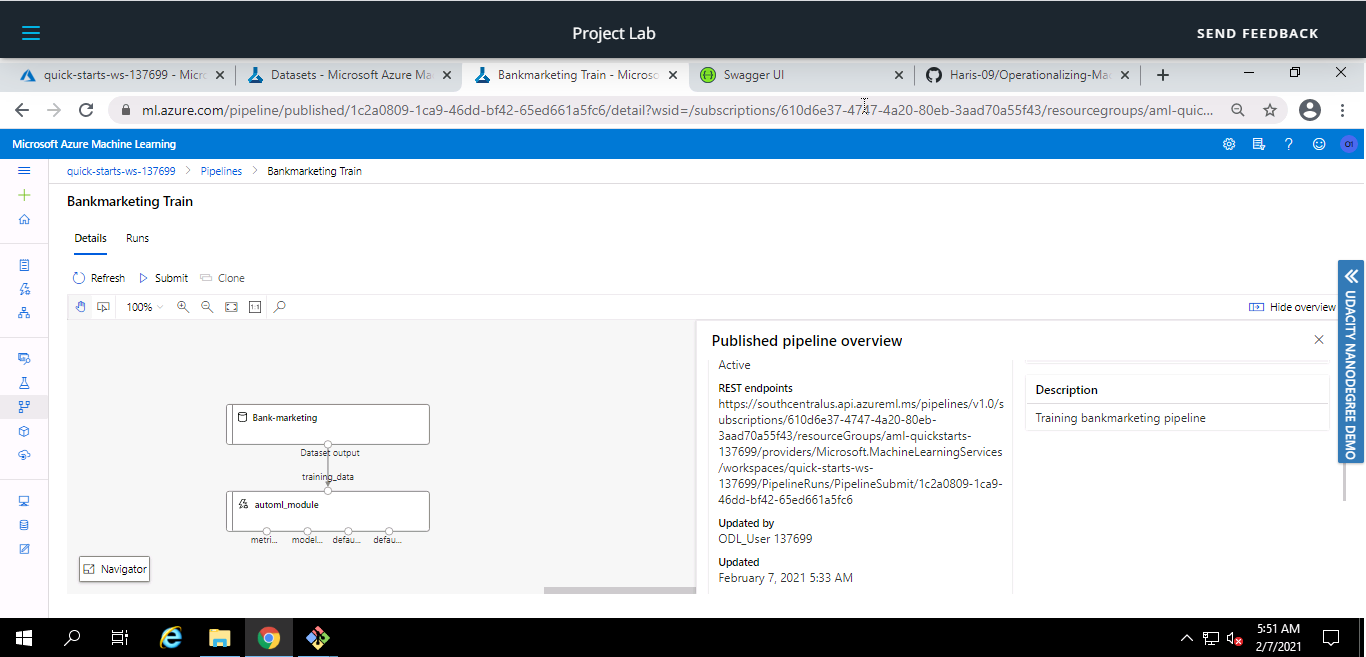 Project Lab
SEND FEEDBACK
quick-starts-ws-137699 - Micro
Datasets - Microsoft Azure Ma
Bankmarketing Train - Microso
Swagger UI
Haris-09/Operationalizing-Mac
ml.azure.com/pipeline/published/1c2a0809-1ca9-46dd-bf42-65ed661a5fc6/detail?wsid=/subscriptions/610d6e37-4747-4a20-80eb-3aad70a55f43/resourcegroups/aml-quic...
Microsoft Azure Machine Learning
O1
quick-starts-ws-137699 > Pipelines > Bankmarketing Train
Bankmarketing Train
Details
Runs
Refresh
Submit
Clone
100%
1:1
Hide overview
Bank-marketing
Dataset output
training_data
automl_module
metri...
model...
defau...
defau...
Navigator
Published pipeline overview
Active
REST endpoints
https://southcentralus.api.azureml.ms/pipelines/v1.0/s
ubscriptions/610d6e37-4747-4a20-80eb-
3aad70a55f43/resourceGroups/aml-quickstarts-
137699/providers/Microsoft.MachineLearningServices
/workspaces/quick-starts-ws-
137699/PipelineRuns/PipelineSubmit/1c2a0809-1ca9-
46dd-bf42-65ed661a5fc6
Updated by
ODL_User 137699
Updated
February 7, 2021 5:33 AM
Description
Training bankmarketing pipeline
UDACITY NANODEGREE DEMO
5:51 AM
2/7/2021